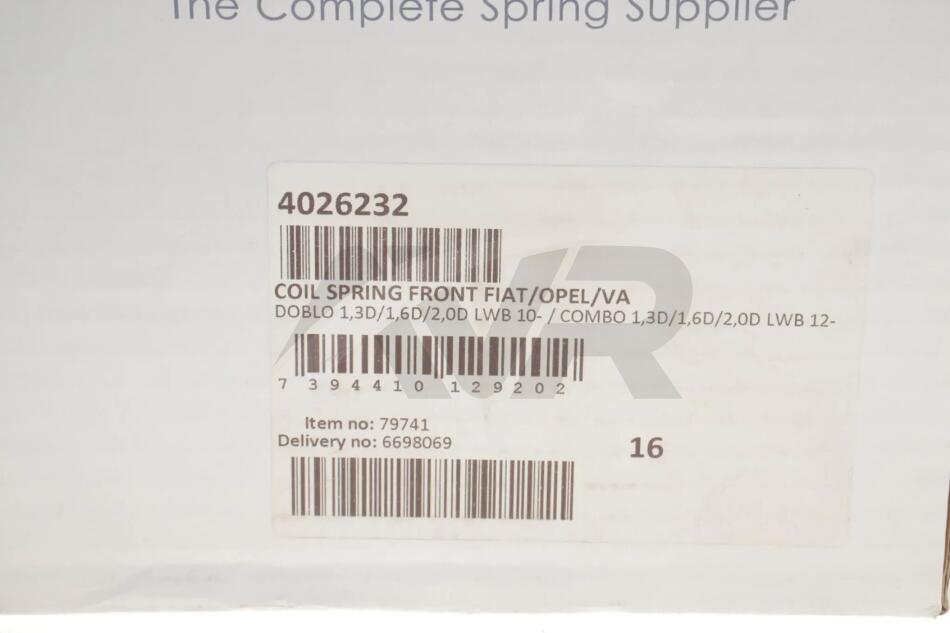 The Complete Spring Supplier
4026232
COIL SPRING FRONT FIAT/OPEL/VA
DOBLO 1,3D/1,6D/2,0D LWB 10- / COMBO 1,3D/1,6D/2,0D LWB 12-
7 394410 129202
Item no: 79741
Delivery no: 6698069
16